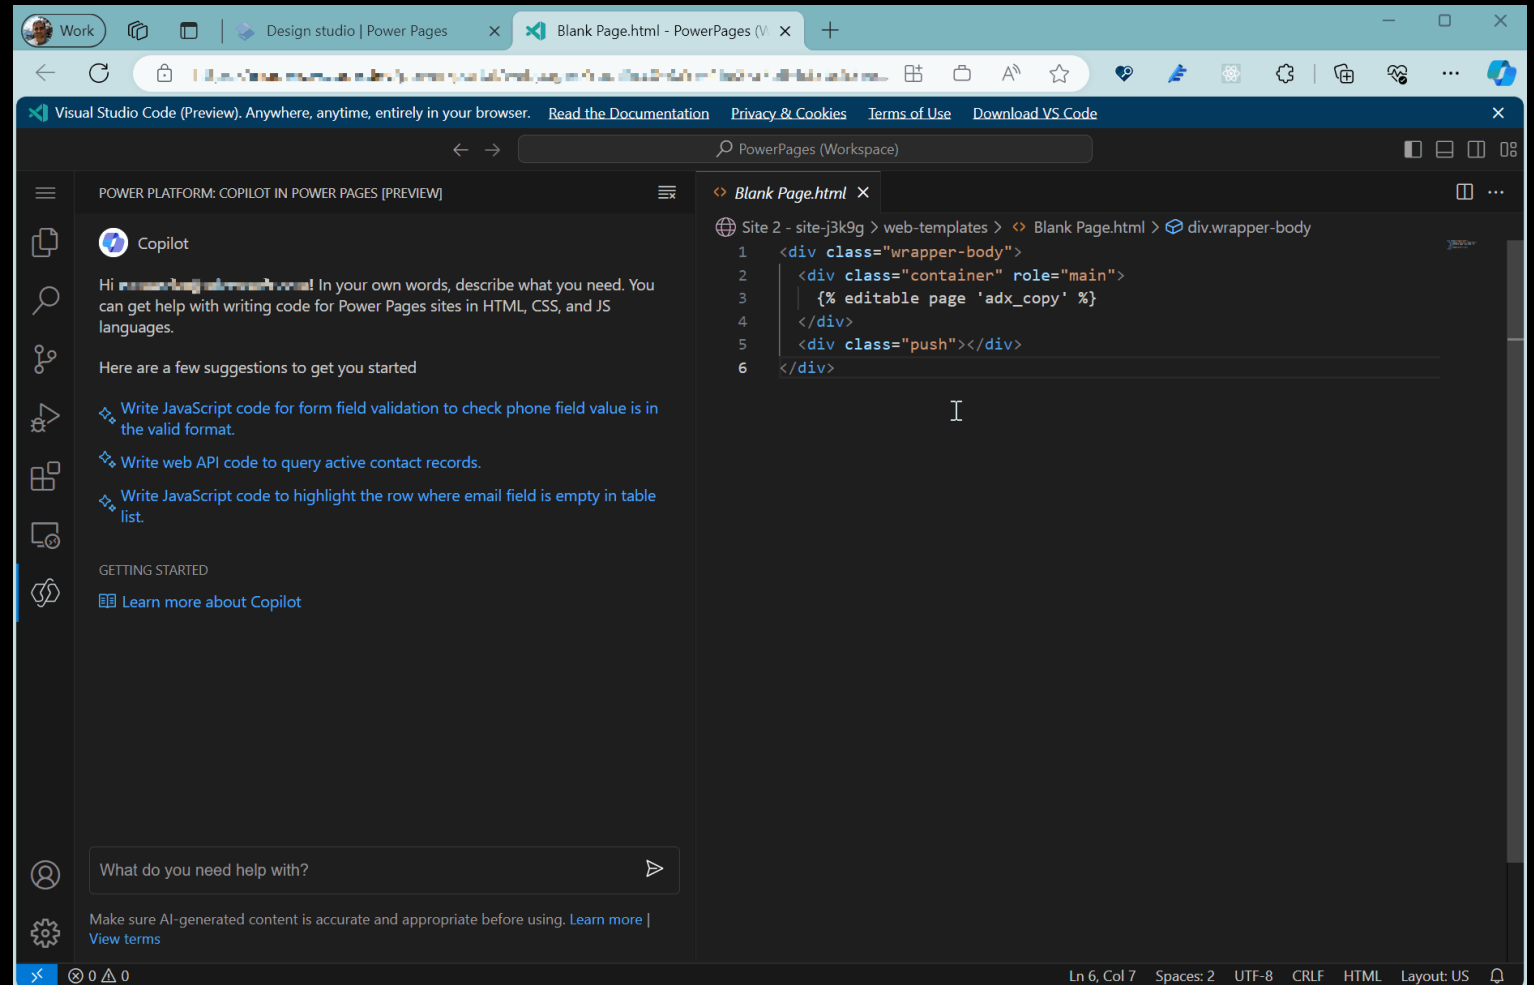 Work
Design studio | Power Pages
Blank Page.html - PowerPages (W
Visual Studio Code (Preview). Anywhere, anytime, entirely in your browser. Read the Documentation Privacy & Cookies Terms of Use Download VS Code
PowerPages (Workspace)
POWER PLATFORM: COPILOT IN POWER PAGES [PREVIEW]
Copilot
Hi ! In your own words, describe what you need. You
can get help with writing code for Power Pages sites in HTML, CSS, and JS
languages.
Here are a few suggestions to get you started
Write JavaScript code for form field validation to check phone field value is in
the valid format.
Write web API code to query active contact records.
Write JavaScript code to highlight the row where email field is empty in table
list.
GETTING STARTED
Learn more about Copilot
What do you need help with?
Make sure AI-generated content is accurate and appropriate before using. Learn more |
View terms
Blank Page.html
Site 2 - site-j3k9g > web-templates > Blank Page.html > div.wrapper-body
1 <div class="wrapper-body">
2 <div class="container" role="main">
3 {% editable page 'adx_copy' %}
4 </div>
5 <div class="push"></div>
6 </div>
0 0
Ln 6, Col 7 Spaces: 2 UTF-8 CRLF HTML Layout: US